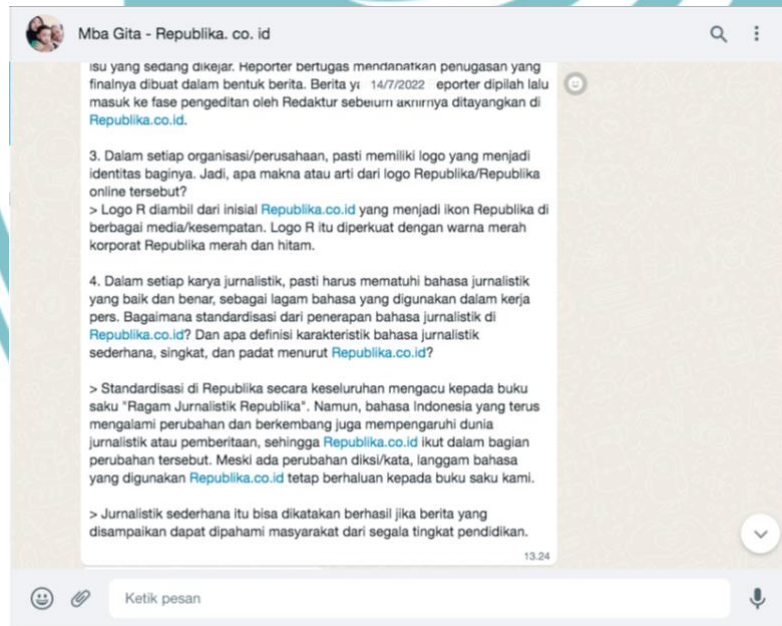 Mba Gita - Republika. co. id
isu yang sedang dikejar. Reporter bertugas mendapatkan penugasan yang
finalnya dibuat dalam bentuk berita. Berita 14/7/2022 eporter dipilah lalu
masuk ke fase pengeditan oleh Redaktur sebelum akhirnya ditayangkan di
Republika.co.id.
3. Dalam setiap organisasi/perusahaan, pasti memiliki logo yang menjadi
identitas baginya. Jadi, apa makna atau arti dari logo Republika/Republika
online tersebut?
> Logo R diambil dari inisial Republika.co.id yang menjadi ikon Republika di
berbagai media/kesempatan. Logo R itu diperkuat dengan warna merah
korporat Republika merah dan hitam.
4. Dalam setiap karya jurnalistik, pasti harus mematuhi bahasa jurnalistik
yang baik dan benar, sebagai lagam bahasa yang digunakan dalam kerja
pers. Bagaimana standardisasi dari penerapan bahasa jurnalistik di
Republika.co.id? Dan apa definisi karakteristik bahasa jurnalistik
sederhana, singkat, dan padat menurut Republika.co.id?
> Standardisasi di Republika secara keseluruhan mengacu kepada buku
saku "Ragam Jurnalistik Republika". Namun, bahasa Indonesia yang terus
mengalami perubahan dan berkembang juga mempengaruhi dunia
jurnalistik atau pemberitaan, sehingga Republika.co.id ikut dalam bagian
perubahan tersebut. Meski ada perubahan diksi/kata, langgam bahasa
yang digunakan Republika.co.id tetap berhaluan kepada buku saku kami.
> Jurnalistik sederhana itu bisa dikatakan berhasil jika berita yang
disampaikan dapat dipahami masyarakat dari segala tingkat pendidikan.
13.24
Ketik pesan